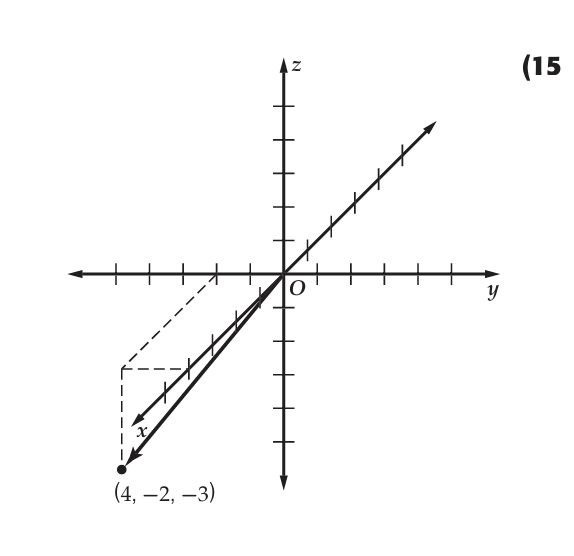 (15
z
O
y
x
(4, −2, −3)